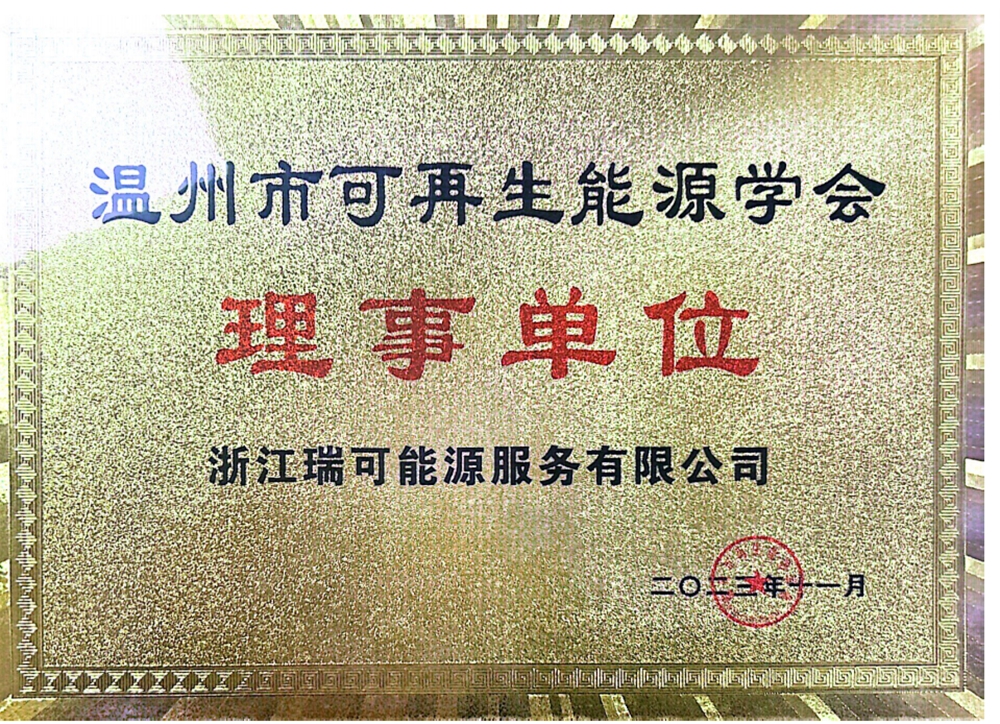 温州市可再生能源学会
理事单位
浙江瑞可能源服务有限公司
二〇二三年十一月